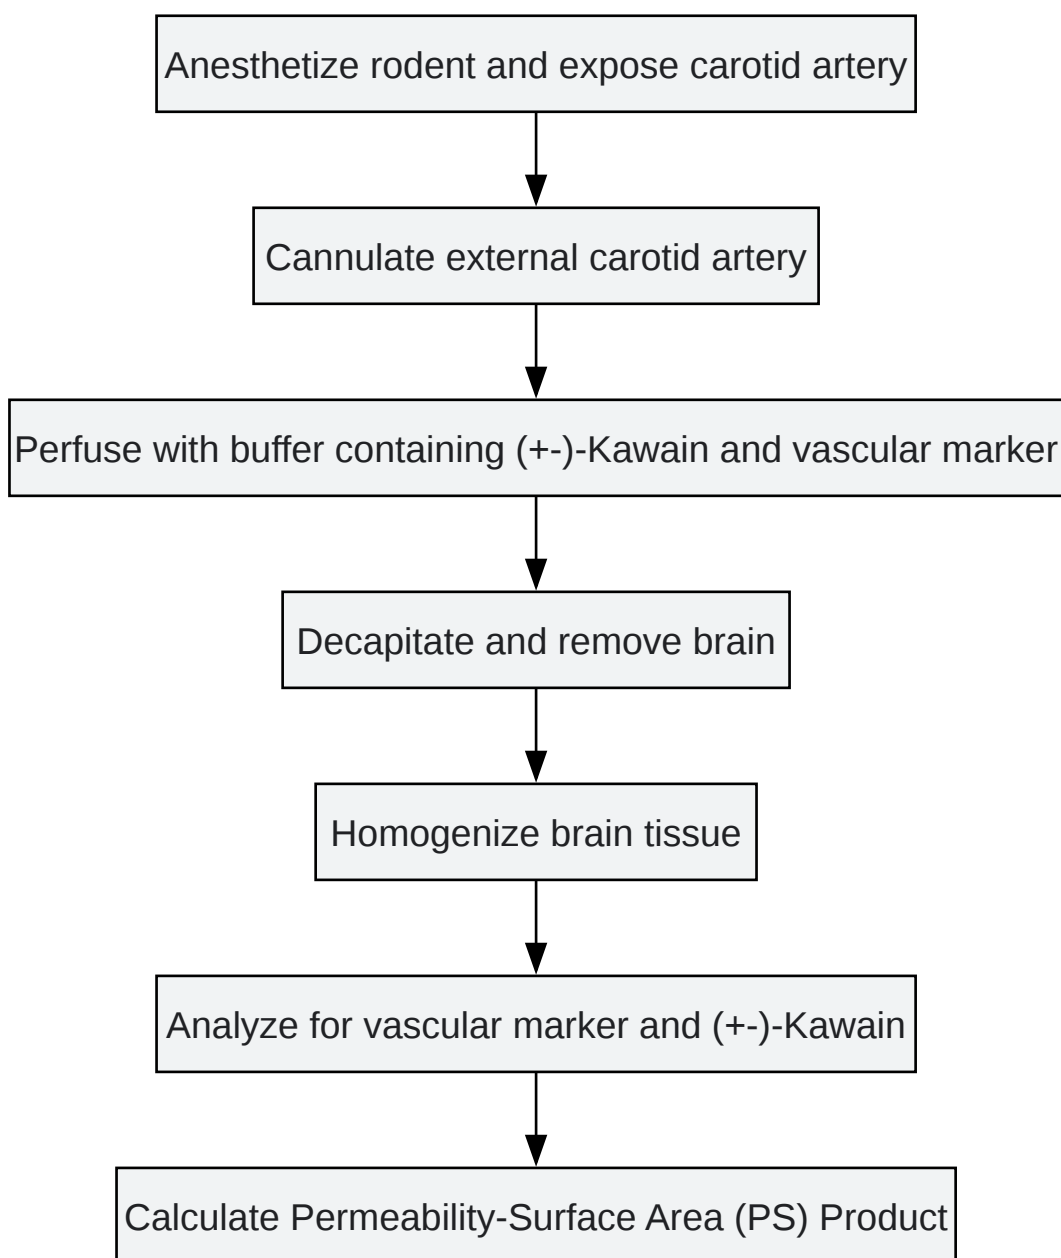 Anesthetize rodent and expose carotid artery
Cannulate external carotid artery
Perfuse with buffer containing (+-)-Kawain and vascular marker
Decapitate and remove brain
Homogenize brain tissue
Analyze for vascular marker and (+-)-Kawain
Calculate Permeability-Surface Area (PS) Product